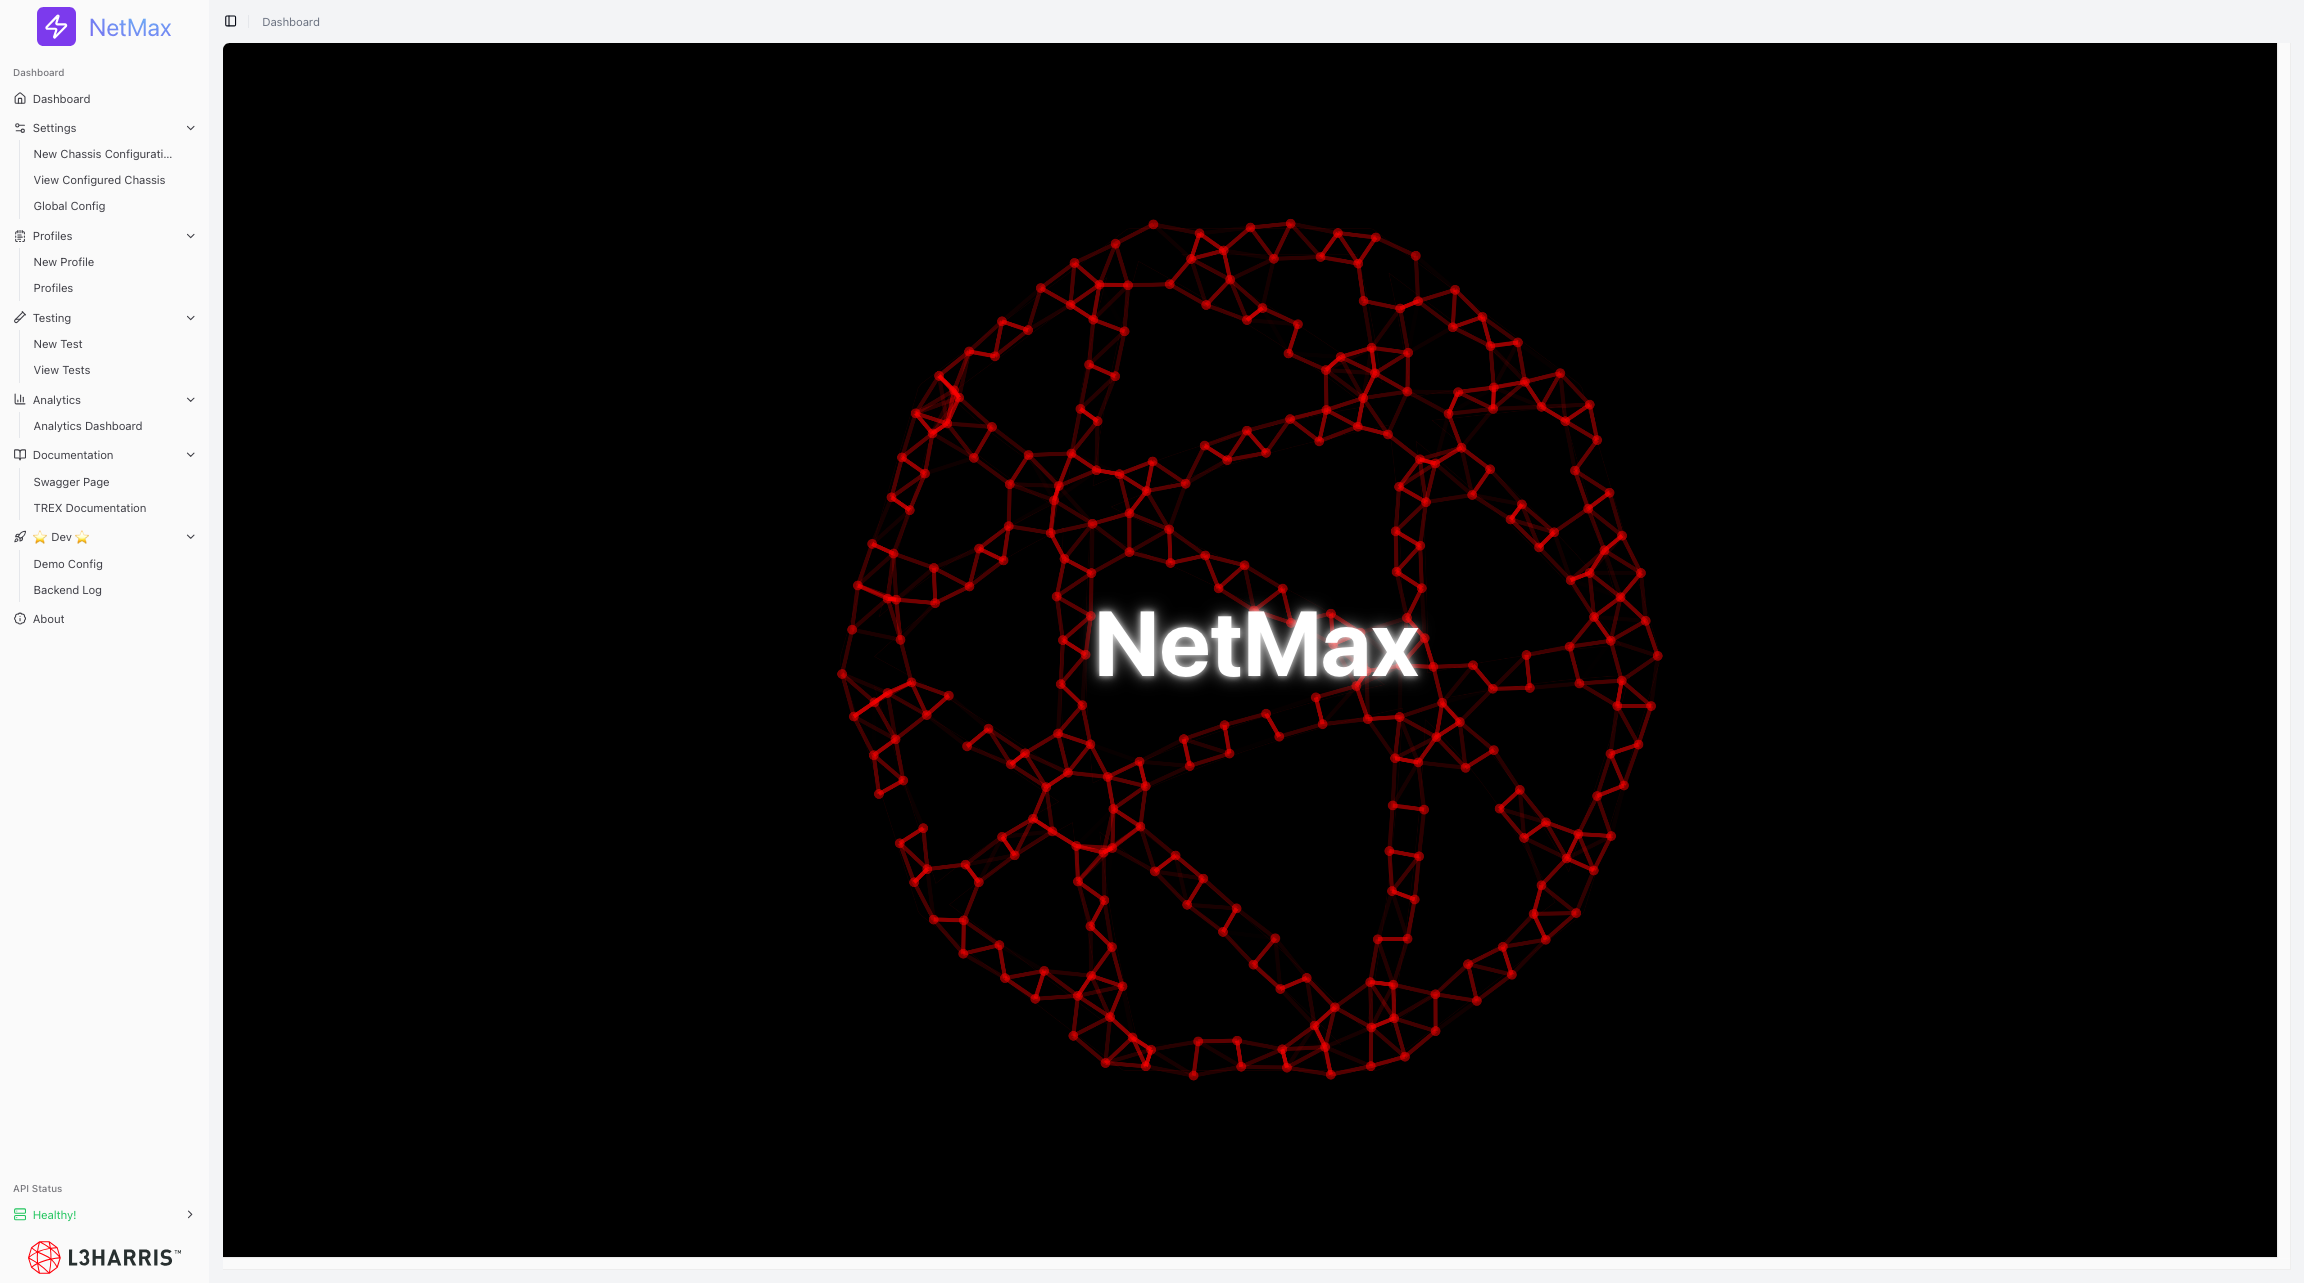 NetMax
Dashboard
Dashboard
Dashboard
Settings
New Chassis Configurati...
View Configured Chassis
Global Config
Profiles
New Profile
Profiles
Testing
New Test
View Tests
Analytics
Analytics Dashboard
Documentation
Swagger Page
TREX Documentation
⭐ Dev ⭐
Demo Config
Backend Log
About
NetMax
API Status
Healthy!
L3HARRIS™